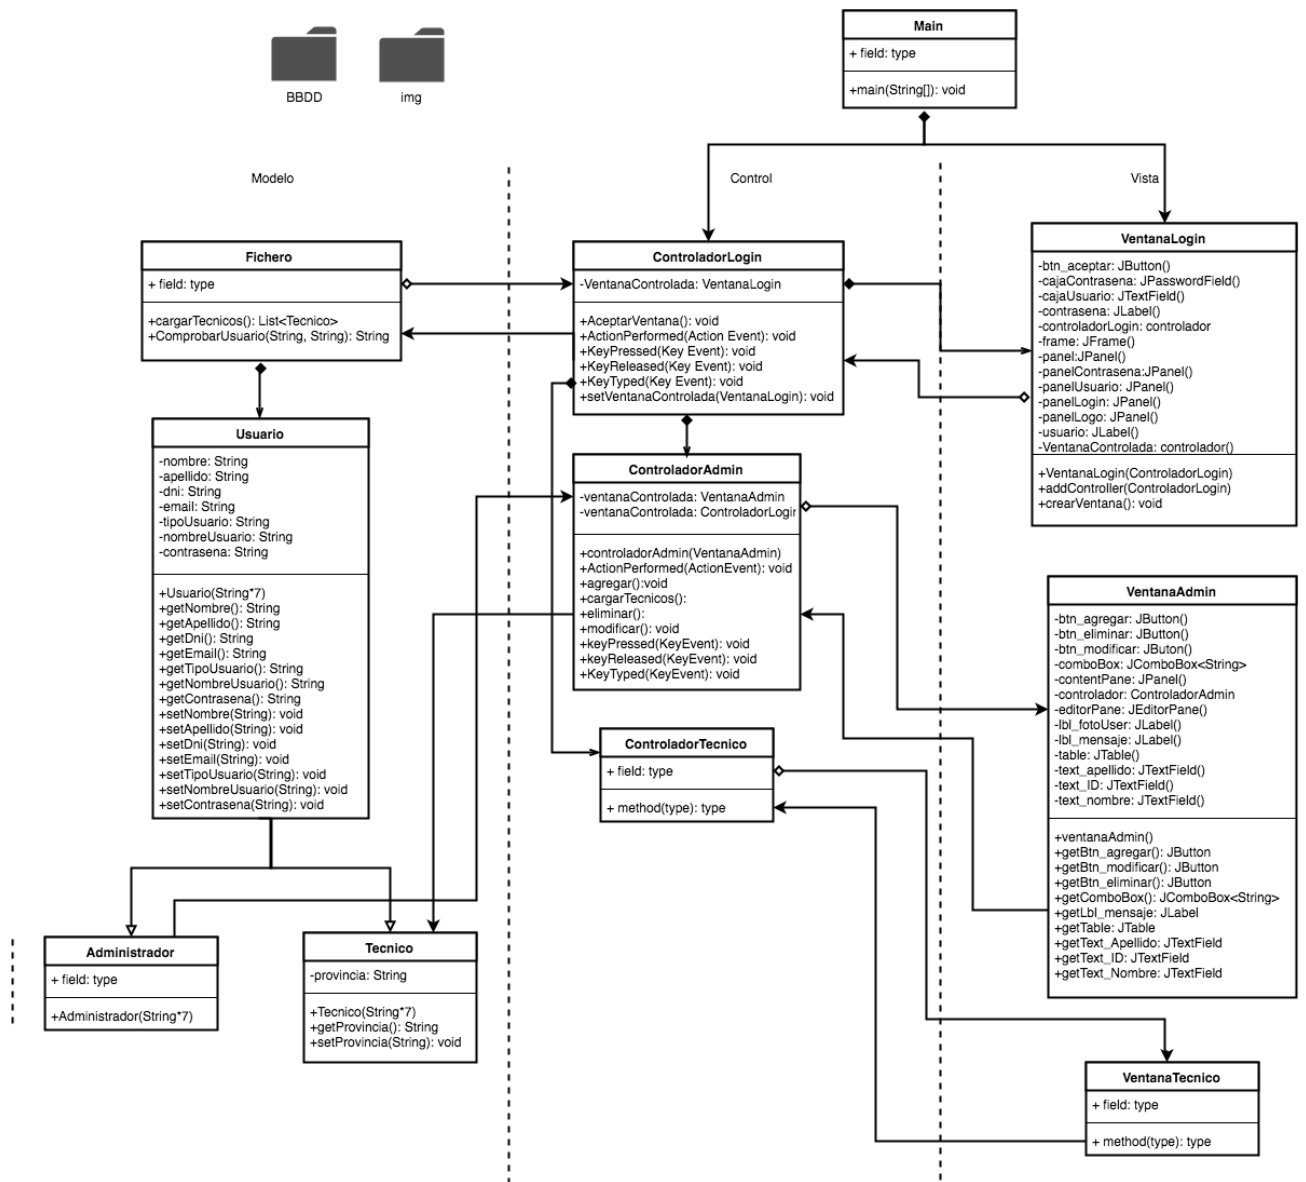 BBDD
img
Main
+ field: type
+main(String[]): void
Modelo
Control
Vista
Fichero
+ field: type
+cargarTecnicos(): List<Tecnico>
+ComprobarUsuario(String, String): String
Usuario
-nombre: String
-apellido: String
-dni: String
-email: String
-tipoUsuario: String
-nombreUsuario: String
-contrasena: String
+Usuario(String*7)
+getNombre(): String
+getApellido(): String
+getDni(): String
+getEmail(): String
+getTipoUsuario(): String
+getNombreUsuario(): String
+getContrasena(): String
+setNombre(String): void
+setApellido(String): void
+setDni(String): void
+setEmail(String): void
+setTipoUsuario(String): void
+setNombreUsuario(String): void
+setContrasena(String): void
Administrador
+ field: type
+Administrador(String*7)
Tecnico
-provincia: String
+Tecnico(String*7)
+getProvincia(): String
+setProvincia(String): void
ControladorLogin
-VentanaControlada: VentanaLogin
+AceptarVentana(): void
+ActionPerformed(Action Event): void
+KeyPressed(Key Event): void
+KeyReleased(Key Event): void
+KeyTyped(Key Event): void
+setVentanaControlada(VentanaLogin): void
ControladorAdmin
-ventanaControlada: VentanaAdmin
-ventanaControlada: ControladorLogin
+controladorAdmin(VentanaAdmin)
+ActionPerformed(ActionEvent): void
+agregar():void
+cargarTecnicos():
+eliminar():
+modificar(): void
+keyPressed(KeyEvent): void
+keyReleased(KeyEvent): void
+KeyTyped(KeyEvent): void
ControladorTecnico
+ field: type
+ method(type): type
VentanaLogin
-btn_aceptar: JButton()
-cajaContrasena: JPasswordField()
-cajaUsuario: JTextField()
-contrasena: JLabel()
-controladorLogin: controlador
-frame: JFrame()
-panel:JPanel()
-panelContrasena:JPanel()
-panelUsuario: JPanel()
-panelLogin: JPanel()
-panelLogo: JPanel()
-usuario: JLabel()
-VentanaControlada: controlador()
+VentanaLogin(ControladorLogin)
+addController(ControladorLogin)
+crearVentana(): void
VentanaAdmin
-btn_agregar: JButton()
-btn_eliminar: JButton()
-btn_modificar: JButon()
-comboBox: JComboBox<String>
-contentPane: JPanel()
-controlador: ControladorAdmin
-editorPane: JEditorPane()
-lbl_fotoUser: JLabel()
-lbl_mensaje: JLabel()
-table: JTable()
-text_apellido: JTextField()
-text_ID: JTextField()
-text_nombre: JTextField()
+ventanaAdmin()
+getBtn_agregar(): JButton
+getBtn_modificar(): JButton
+getBtn_eliminar(): JButton
+getComboBox(): JComboBox<String>
+getLbl_mensaje: JLabel
+getTable: JTable
+getText_Apellido: JTextField
+getText_ID: JTextField
+getText_Nombre: JTextField
VentanaTecnico
+ field: type
+ method(type): type